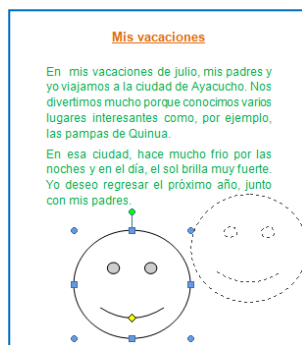 Mis vacaciones
En mis vacaciones de julio, mis padres y
yo viajamos a la ciudad de Ayacucho. Nos
divertimos mucho porque conocimos varios
lugares interesantes como, por ejemplo,
las pampas de Quinua.
En esa ciudad, hace mucho frio por las
noches y en el día, el sol brilla muy fuerte.
Yo deseo regresar el próximo año, junto
con mis padres.